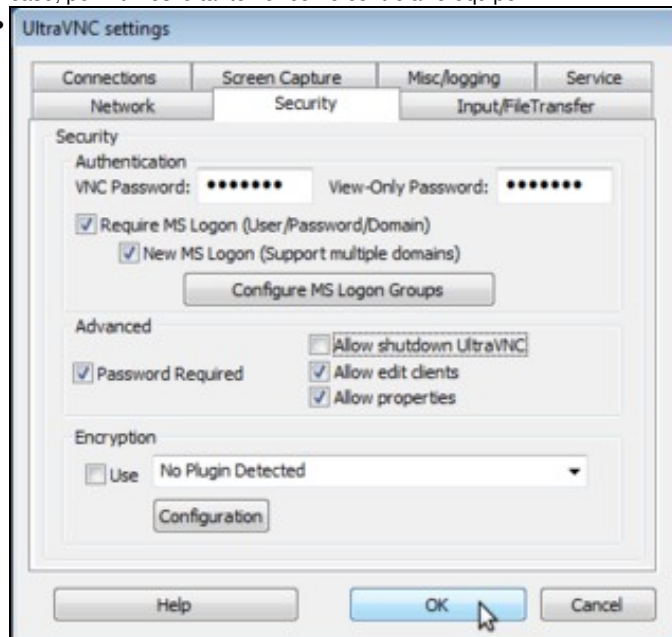 UltraVNC settings
Connections Screen Capture Misc/logging Service
Network Security Input/FileTransfer
Security
Authentication
VNC Password: ••••••• View-Only Password: •••••••
Require MS Logon (User/Password/Domain)
New MS Logon (Support multiple domains)
Configure MS Logon Groups
Advanced
Allow shutdown UltraVNC
Password Required Allow edit clients
Allow properties
Encryption
Use No Plugin Detected
Configuration
Help OK Cancel